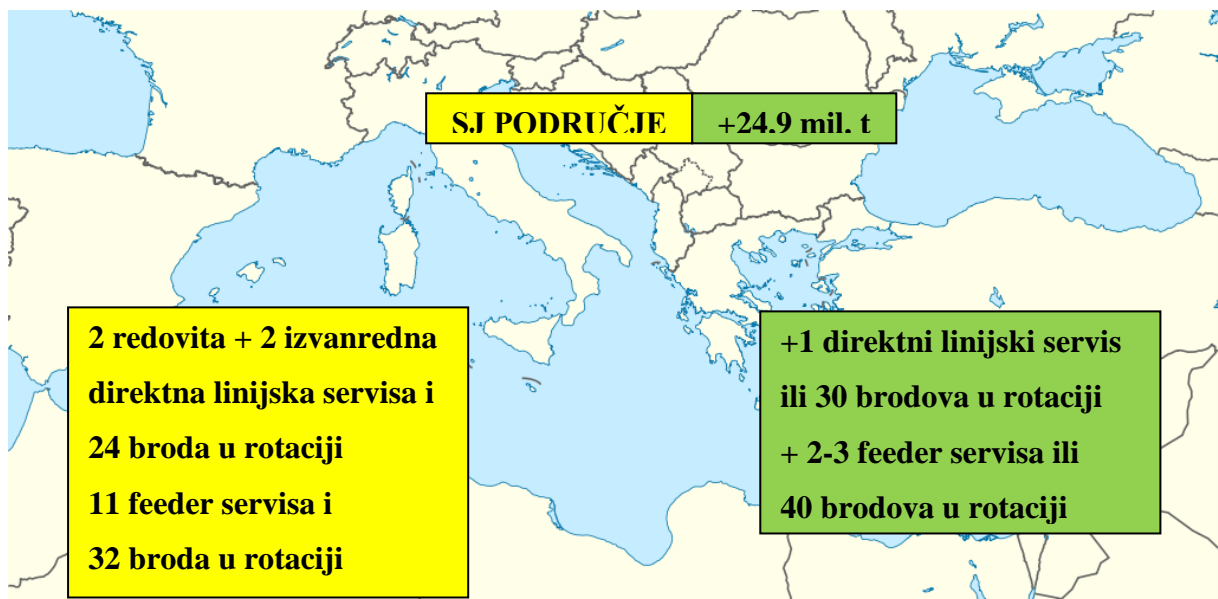 SJ PODRUČJE +24,9 mil. t
2 redovita + 2 izvanredna
direktna linijska servisa i
24 broda u rotaciji
11 feeder servisa i
32 broda u rotaciji
+1 direktni linijski servis
ili 30 brodova u rotaciji
+ 2-3 feeder servisa ili
40 brodova u rotaciji